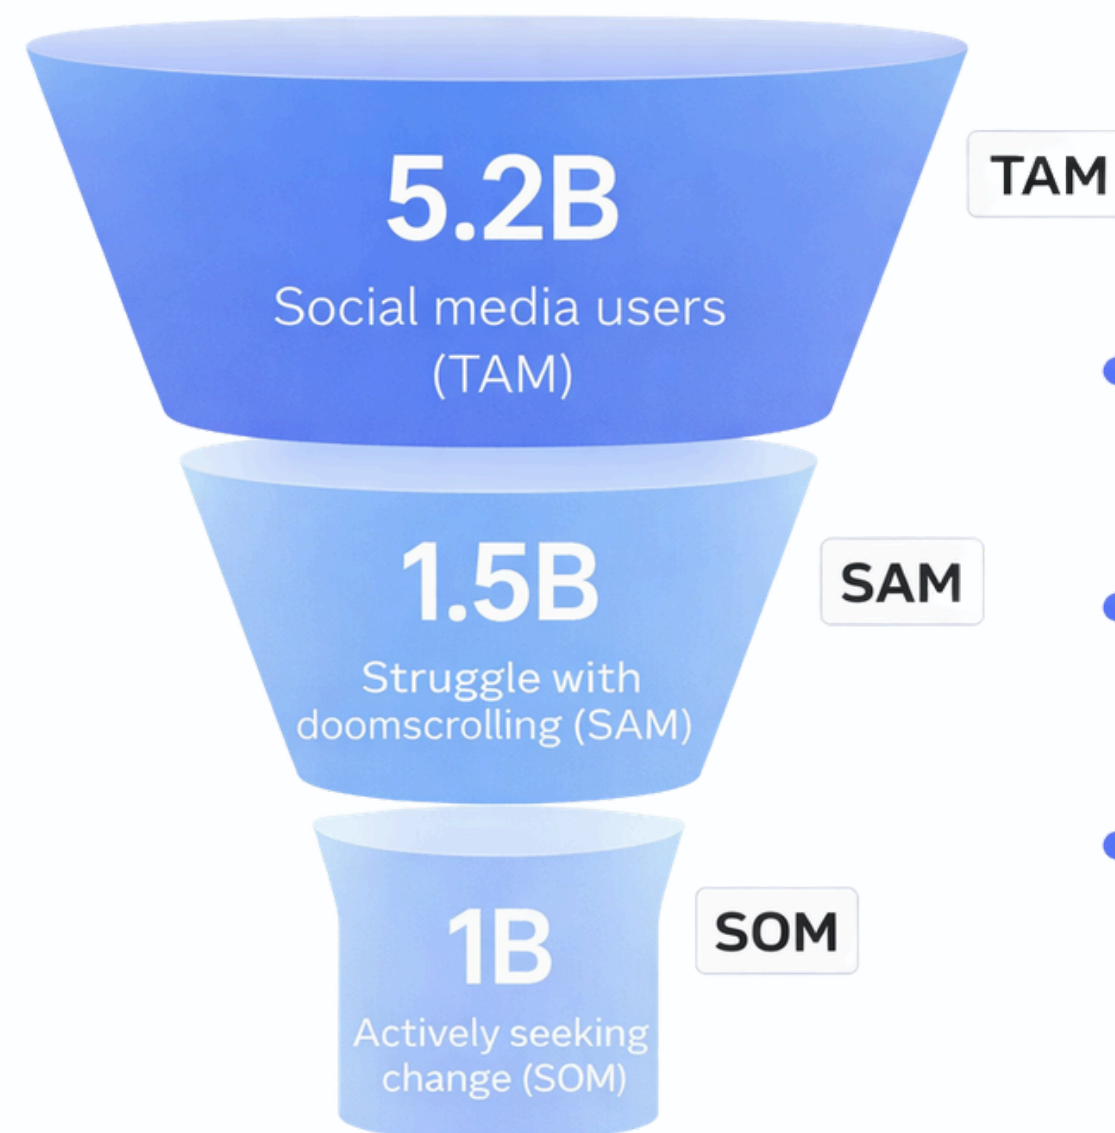 5.2B
Social media users
(TAM)
TAM
1.5B
Struggle with
doomscrolling (SAM)
SAM
1B
Actively seeking
change (SOM)
SOM